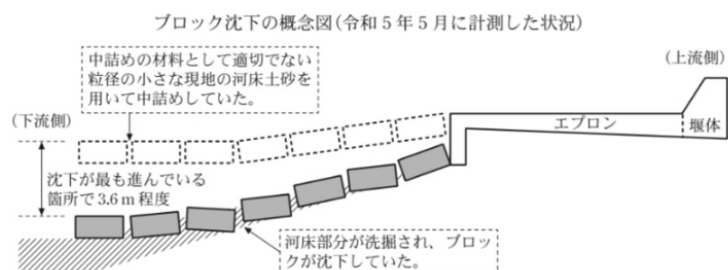 ブロック沈下の概念図(令和5年5月に計測した状況)
中詰めの材料として適切でない
粒径の小さな現地の河床土砂を
用いて中詰めしていた。
(上流側)
(下流側)
エプロン
堰体
沈下が最も進んでいる
箇所で3.6m程度
河床部分が洗掘され、ブロッ
クが沈下していた。